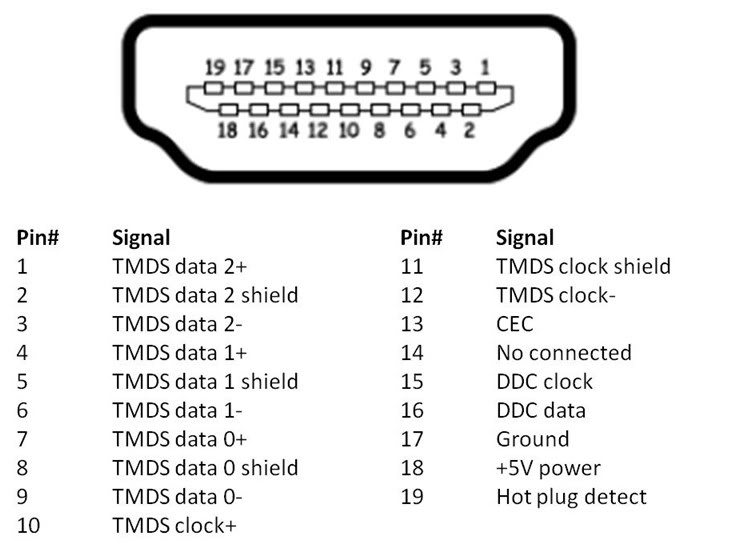 19 17 15 13 11 9 7 5 3 1
18 16 14 12 10 8 6 4 2
Pin# Signal
1 TMDS data 2+
2 TMDS data 2 shield
3 TMDS data 2-
4 TMDS data 1+
5 TMDS data 1 shield
6 TMDS data 1-
7 TMDS data 0+
8 TMDS data 0 shield
9 TMDS data 0-
10 TMDS clock+
Pin# Signal
11 TMDS clock shield
12 TMDS clock-
13 CEC
14 No connected
15 DDC clock
16 DDC data
17 Ground
18 +5V power
19 Hot plug detect